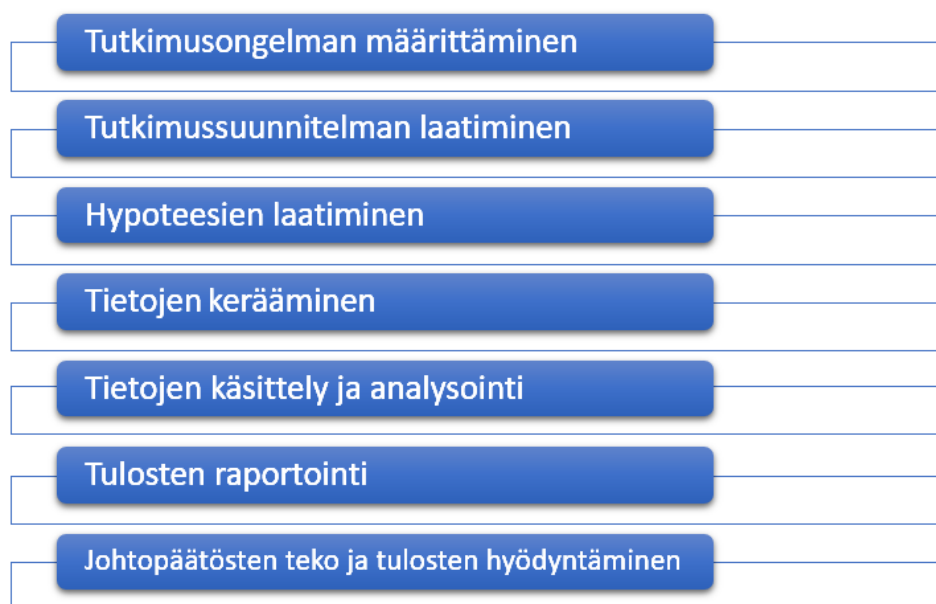 Tutkimusongelman määrittäminen
Tutkimussuunnitelman laatiminen
Hypoteesien laatiminen
Tietojen kerääminen
Tietojen käsittely ja analysointi
Tulosten raportointi
Johtopäätösten teko ja tulosten hyödyntäminen